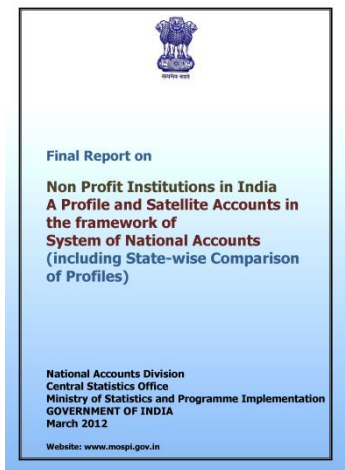 सत्यमेव जयते
Final Report on
Non Profit Institutions in India
A Profile and Satellite Accounts in
the framework of
System of National Accounts
(including State-wise Comparison
of Profiles)
National Accounts Division
Central Statistics Office
Ministry of Statistics and Programme Implementation
GOVERNMENT OF INDIA
March 2012
Website: www.mospi.gov.in